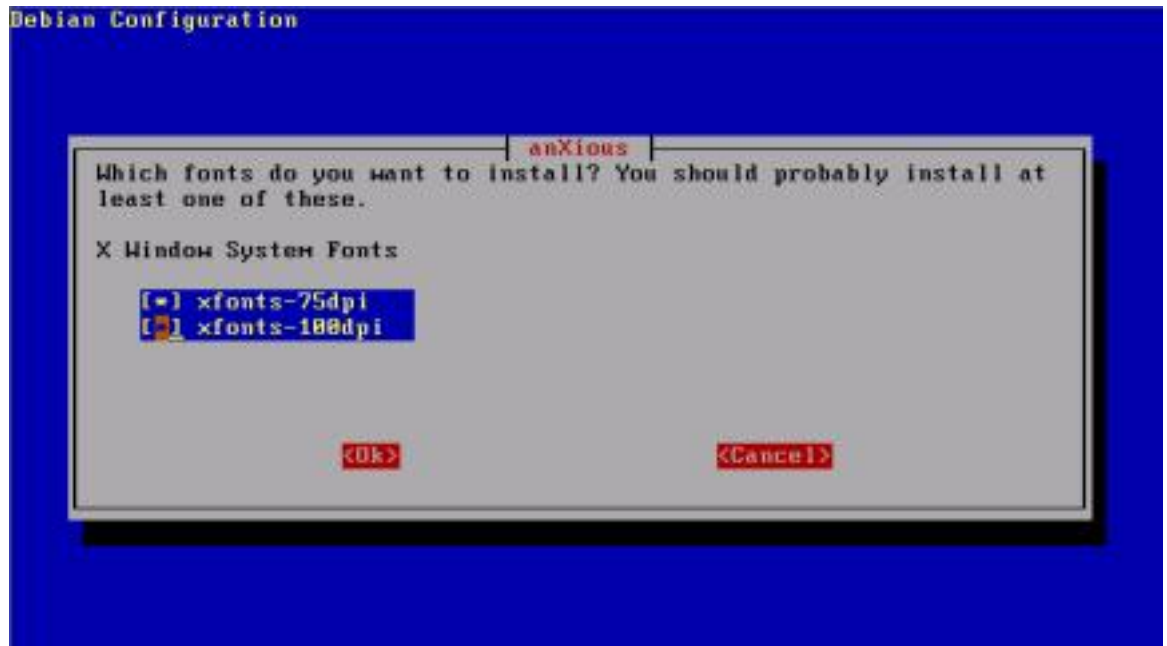 Debian Configuration
anXious
Which fonts do you want to install? You should probably install at
least one of these.
X Window System Fonts
[*] xfonts-75dpi
[*] xfonts-100dpi
<Ok> <Cancel>